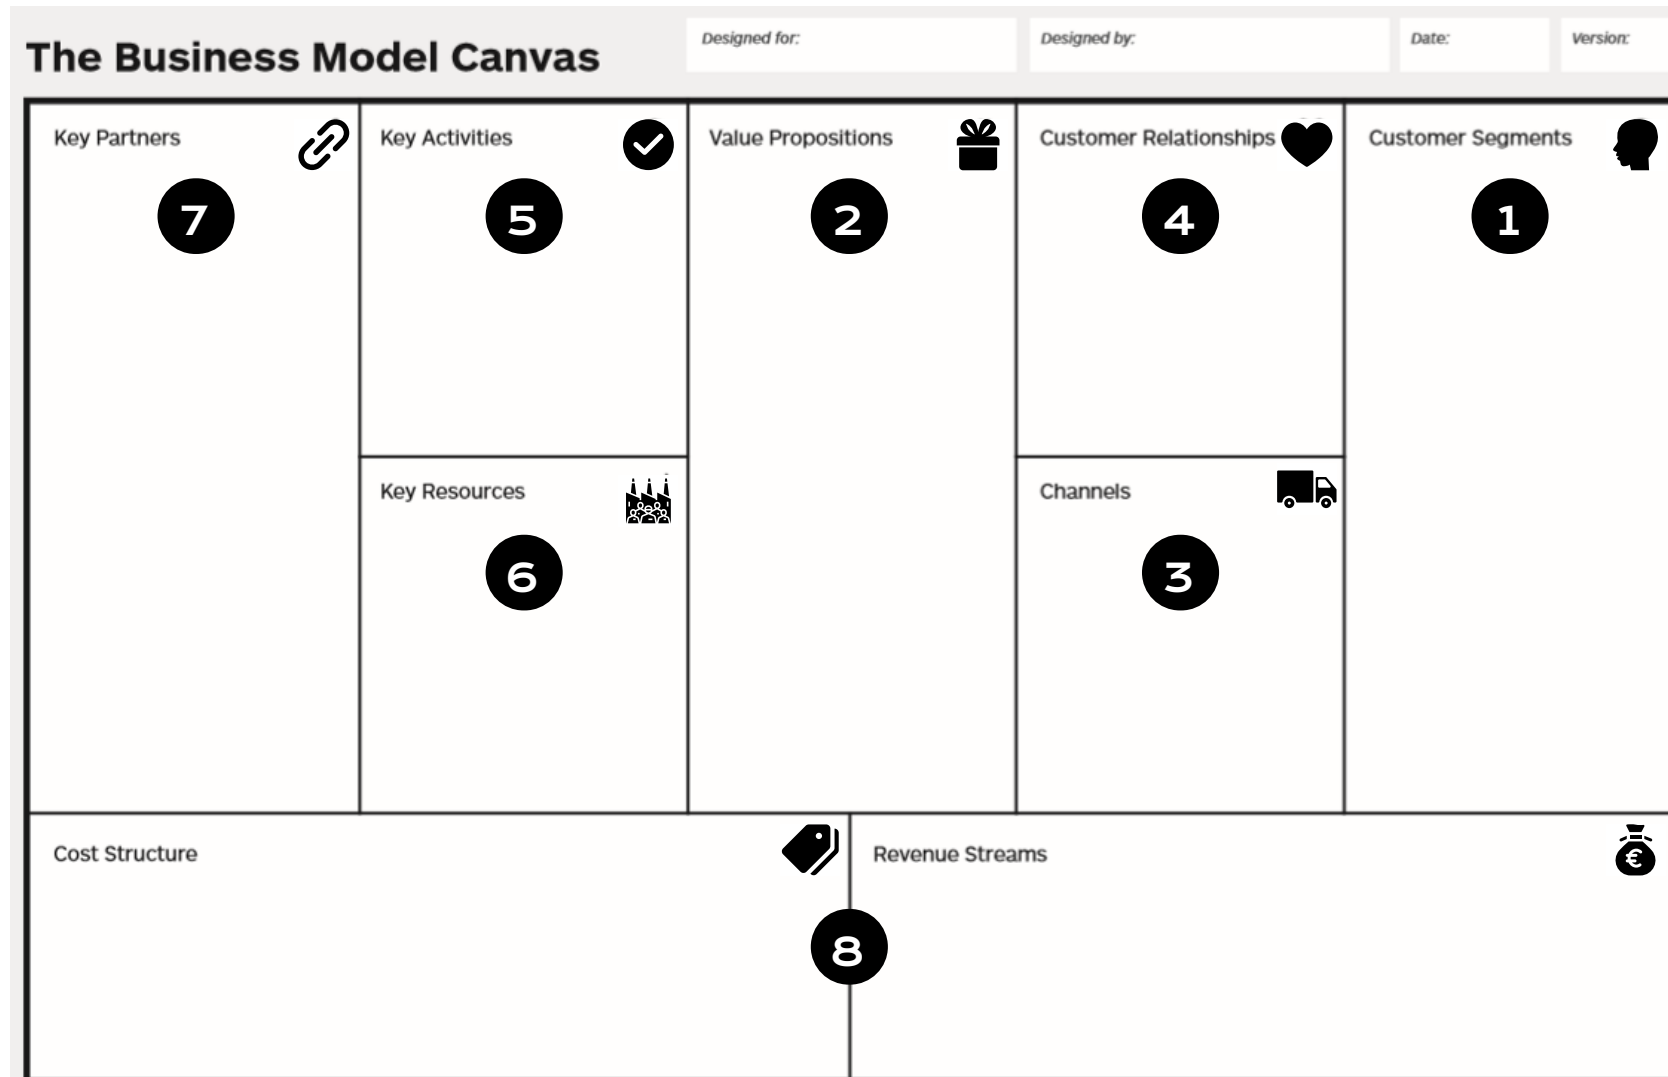 The Business Model Canvas
Designed for:
Designed by:
Date:
Version:
Key Partners
7
Key Activities
5
Key Resources
6
Value Propositions
2
Customer Relationships
4
Channels
3
Customer Segments
1
Cost Structure
Revenue Streams
€
8